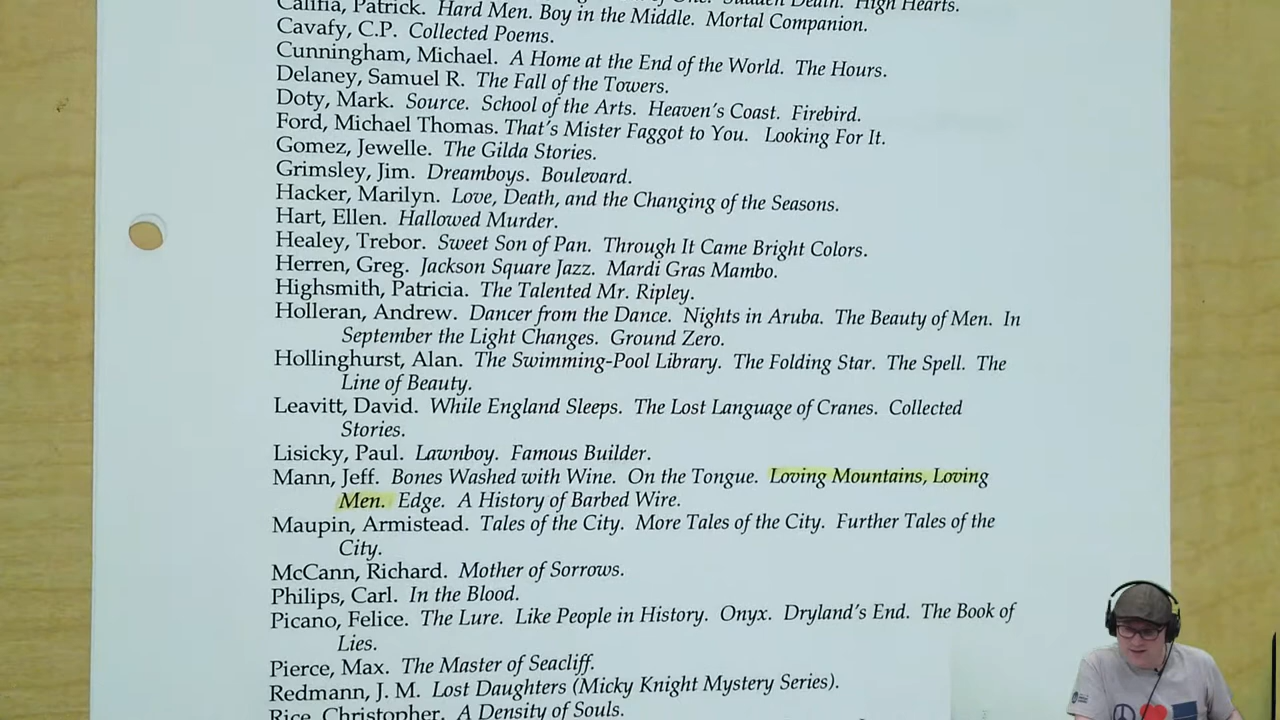 Califia, Patrick. Hard Men. Boy in the Middle. Mortal Companion.
Cavafy, C.P. Collected Poems.
Cunningham, Michael. A Home at the End of the World. The Hours.
Delaney, Samuel R. The Fall of the Towers.
Doty, Mark. Source. School of the Arts. Heaven's Coast. Firebird.
Ford, Michael Thomas. That's Mister Faggot to You. Looking For It.
Gomez, Jewelle. The Gilda Stories.
Grimsley, Jim. Dreamboys. Boulevard.
Hacker, Marilyn. Love, Death, and the Changing of the Seasons.
Hart, Ellen. Hallowed Murder.
Healey, Trebor. Sweet Son of Pan. Through It Came Bright Colors.
Herren, Greg. Jackson Square Jazz. Mardi Gras Mambo.
Highsmith, Patricia. The Talented Mr. Ripley.
Holleran, Andrew. Dancer from the Dance. Nights in Aruba. The Beauty of Men. In
September the Light Changes. Ground Zero.
Hollinghurst, Alan. The Swimming-Pool Library. The Folding Star. The Spell. The
Line of Beauty.
Leavitt, David. While England Sleeps. The Lost Language of Cranes. Collected
Stories.
Lisicky, Paul. Lawnboy. Famous Builder.
Mann, Jeff. Bones Washed with Wine. On the Tongue. Loving Mountains, Loving
Men. Edge. A History of Barbed Wire.
Maupin, Armistead. Tales of the City. More Tales of the City. Further Tales of the
City.
McCann, Richard. Mother of Sorrows.
Philips, Carl. In the Blood.
Picano, Felice. The Lure. Like People in History. Onyx. Dryland's End. The Book of
Lies.
Pierce, Max. The Master of Seacliff.
Redmann, J. M. Lost Daughters (Micky Knight Mystery Series).
Rice, Christopher. A Density of Souls.